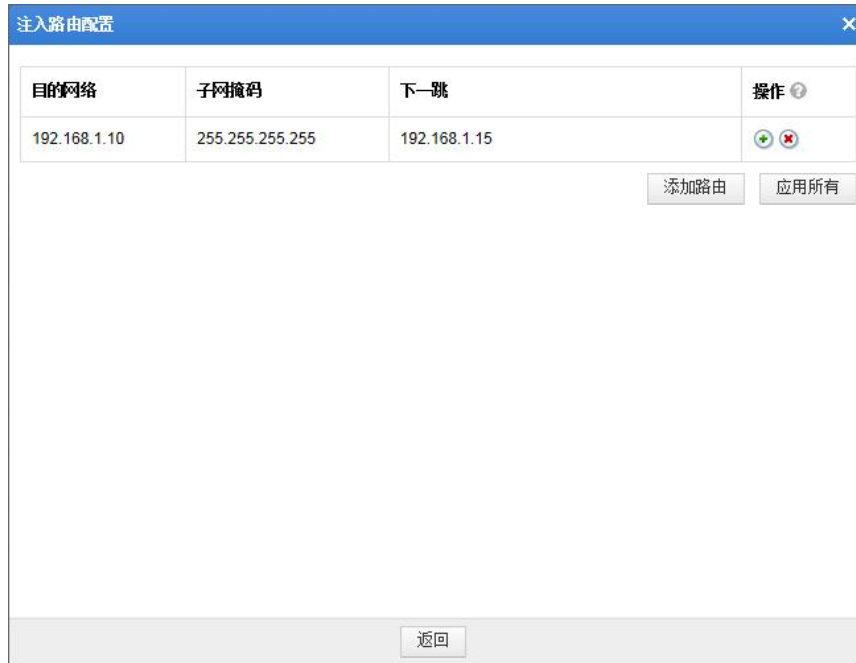 注入路由配置
目的网络 子网掩码 下一跳 操作
192.168.1.10 255.255.255.255 192.168.1.15
添加路由 应用所有
返回